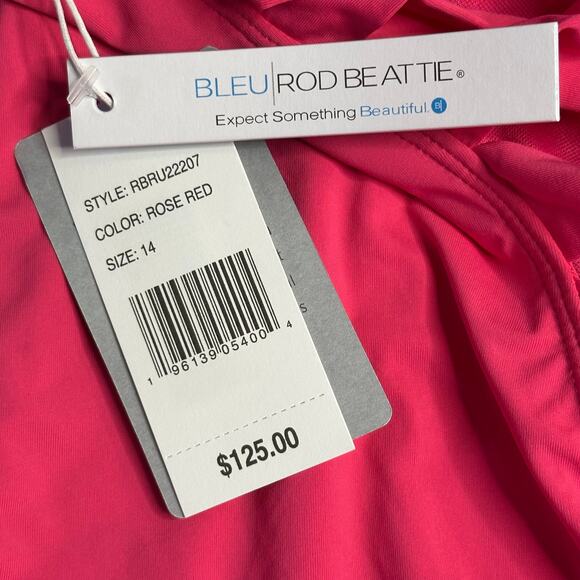 BLEU|ROD BEATTIE®
Expect Something Beautiful. B|
STYLE: RBRU22207
COLOR: ROSE RED
SIZE: 14
1 96139 05400 4
$125.00